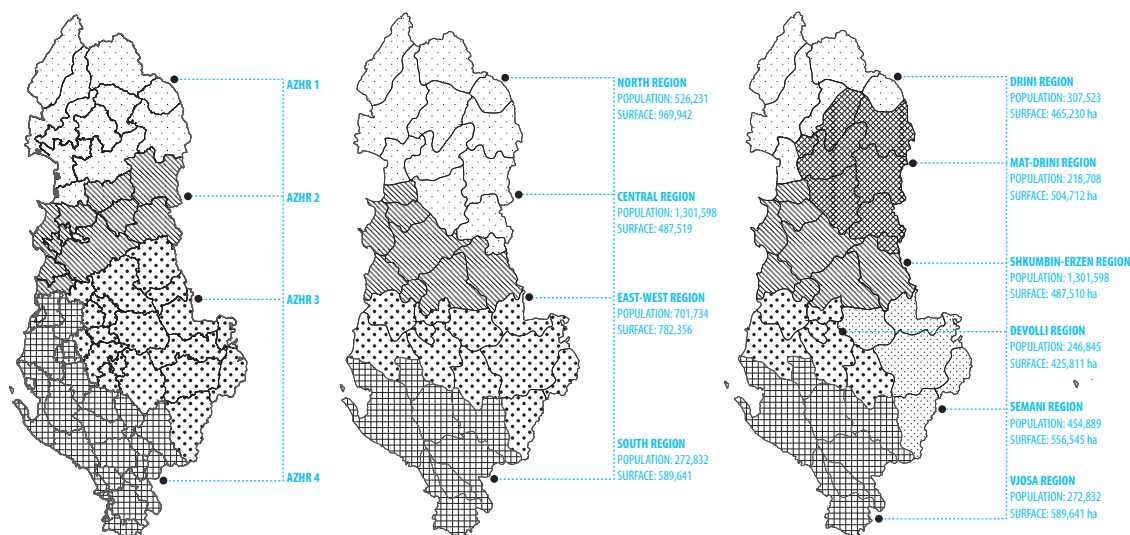 AZHR 1
AZHR 2
AZHR 3
AZHR 4
NORTH REGION
POPULATION: 526,231
SURFACE: 969,942
CENTRAL REGION
POPULATION: 1,301,598
SURFACE: 487,519
EAST-WEST REGION
POPULATION: 701,734
SURFACE: 782,356
SOUTH REGION
POPULATION: 272,832
SURFACE: 589,641
DRINI REGION
POPULATION: 307,523
SURFACE: 465,230 ha
MAT-DRINI REGION
POPULATION: 218,708
SURFACE: 504,712 ha
SHKUMBIN-ERZEN REGION
POPULATION: 1,301,598
SURFACE: 487,510 ha
DEVOLLI REGION
POPULATION: 246,845
SURFACE: 425,811 ha
SEMANI REGION
POPULATION: 454,889
SURFACE: 556,545 ha
VJOSA REGION
POPULATION: 272,832
SURFACE: 589,641 ha